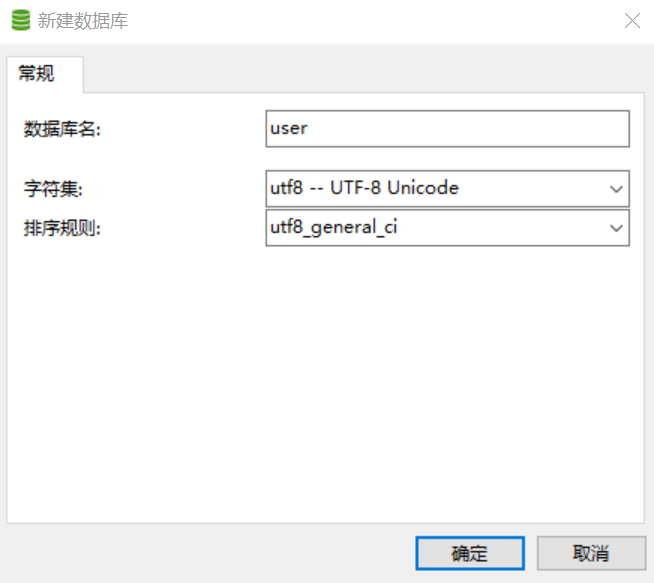 新建数据库
常规
数据库名: user
字符集: utf8 -- UTF-8 Unicode
排序规则: utf8_general_ci
确定 取消